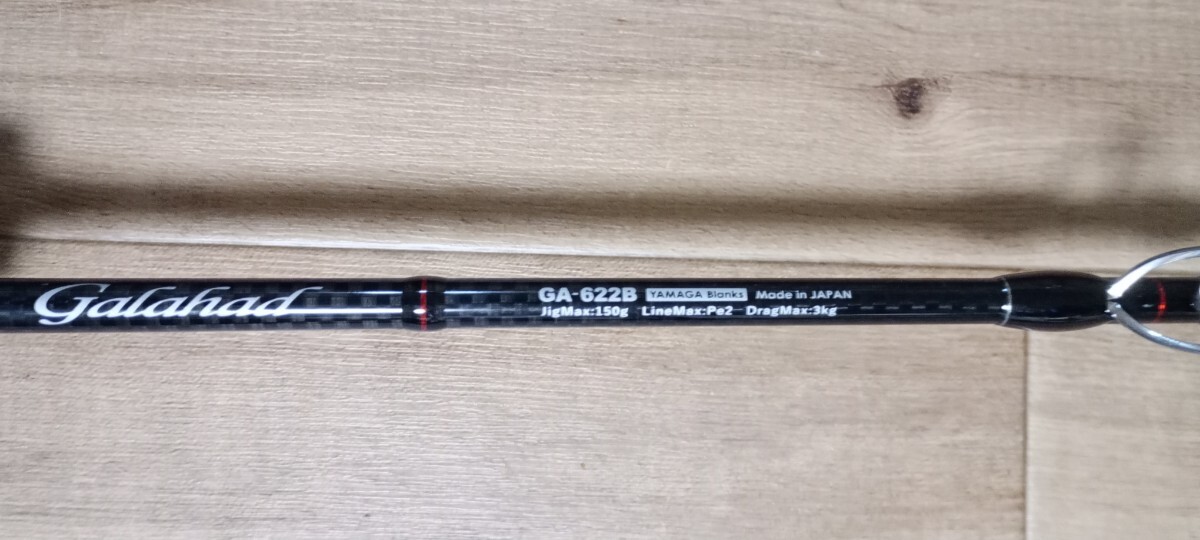 Galahad
GA-622B YAMAGA Blanks Made in JAPAN
JigMax:150g LineMax:Pe2 DragMax:3kg